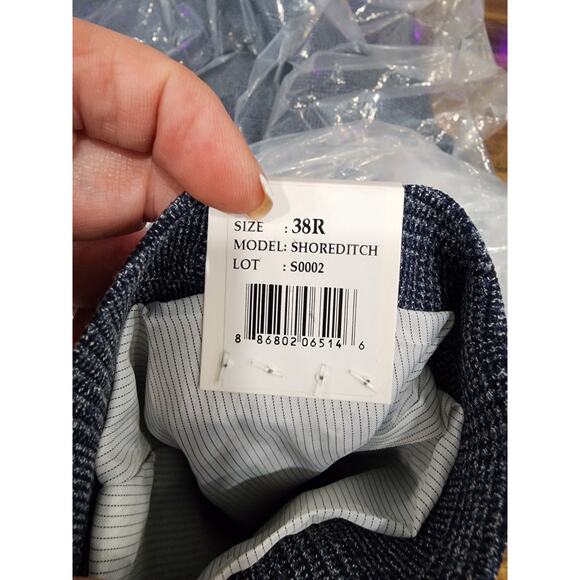 SIZE : 38R
MODEL: SHOREDITCH
LOT : S0002
8 86802 06514 6